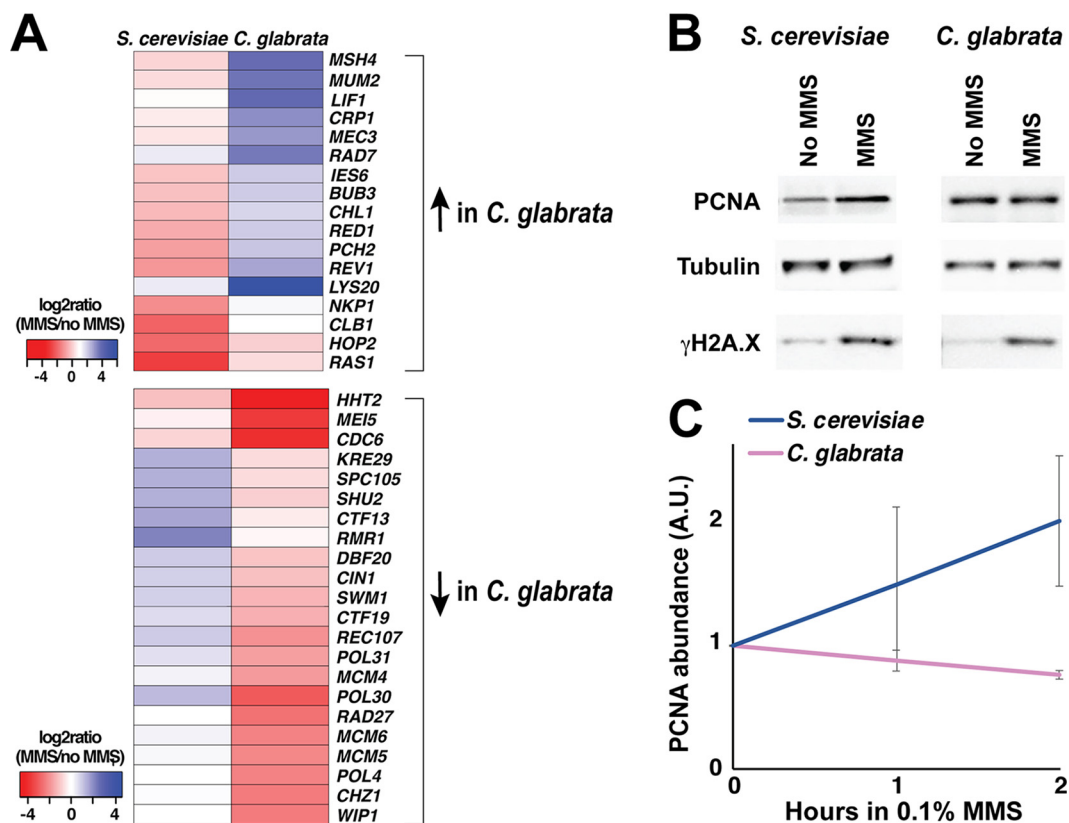 A
S. cerevisiae C. glabrata
MSH4
MUM2
LIF1
CRP1
MEC3
RAD7
IES6
BUB3
CHL1
RED1
PCH2
REV1
LYS20
NKP1
CLB1
HOP2
RAS1
↑ in C. glabrata
log2ratio
(MMS/no MMS)
-4 0 4
HHT2
MEI5
CDC6
KRE29
SPC105
SHU2
CTF13
RMR1
DBF20
CIN1
SWM1
CTF19
REC107
POL31
MCM4
POL30
RAD27
MCM6
MCM5
POL4
CHZ1
WIP1
↓ in C. glabrata
log2ratio
(MMS/no MMS)
-4 0 4
B
S. cerevisiae C. glabrata
No MMS MMS No MMS MMS
PCNA
Tubulin
γH2A.X
C
S. cerevisiae
C. glabrata
PCNA abundance (A.U.)
2
1
0
0 1 2
Hours in 0.1% MMS